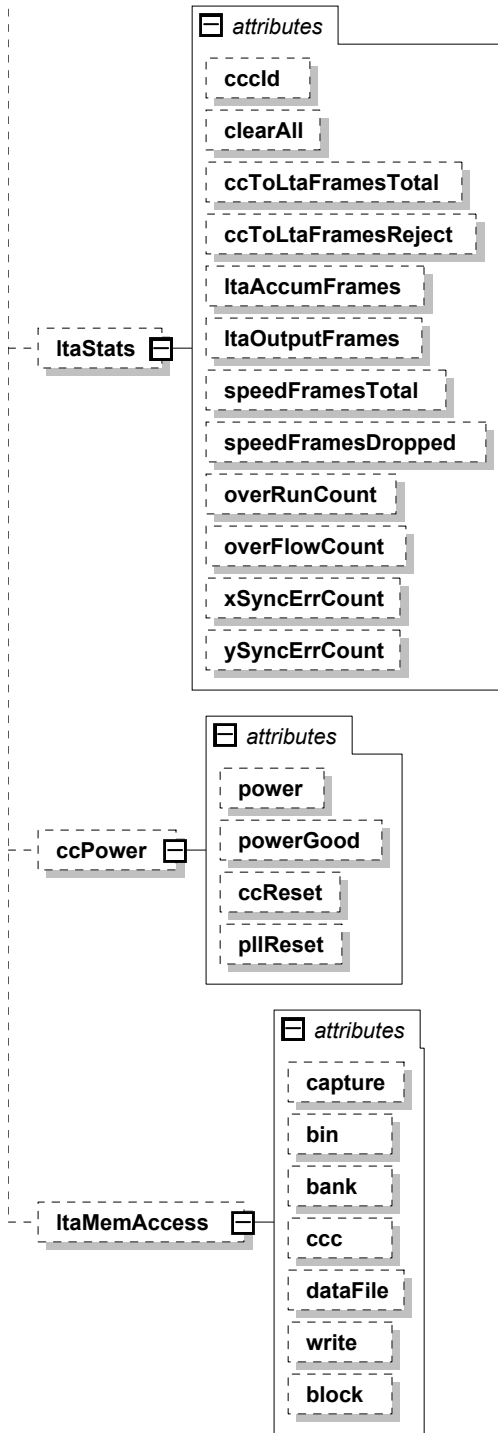 attributes
cccId
clearAll
ccToLtaFramesTotal
ccToLtaFramesReject
ltaAccumFrames
ltaStats
ltaOutputFrames
speedFramesTotal
speedFramesDropped
overRunCount
overFlowCount
xSyncErrCount
ySyncErrCount
attributes
power
powerGood
ccPower
ccReset
pllReset
attributes
capture
bin
bank
ltaMemAccess
ccc
dataFile
write
block